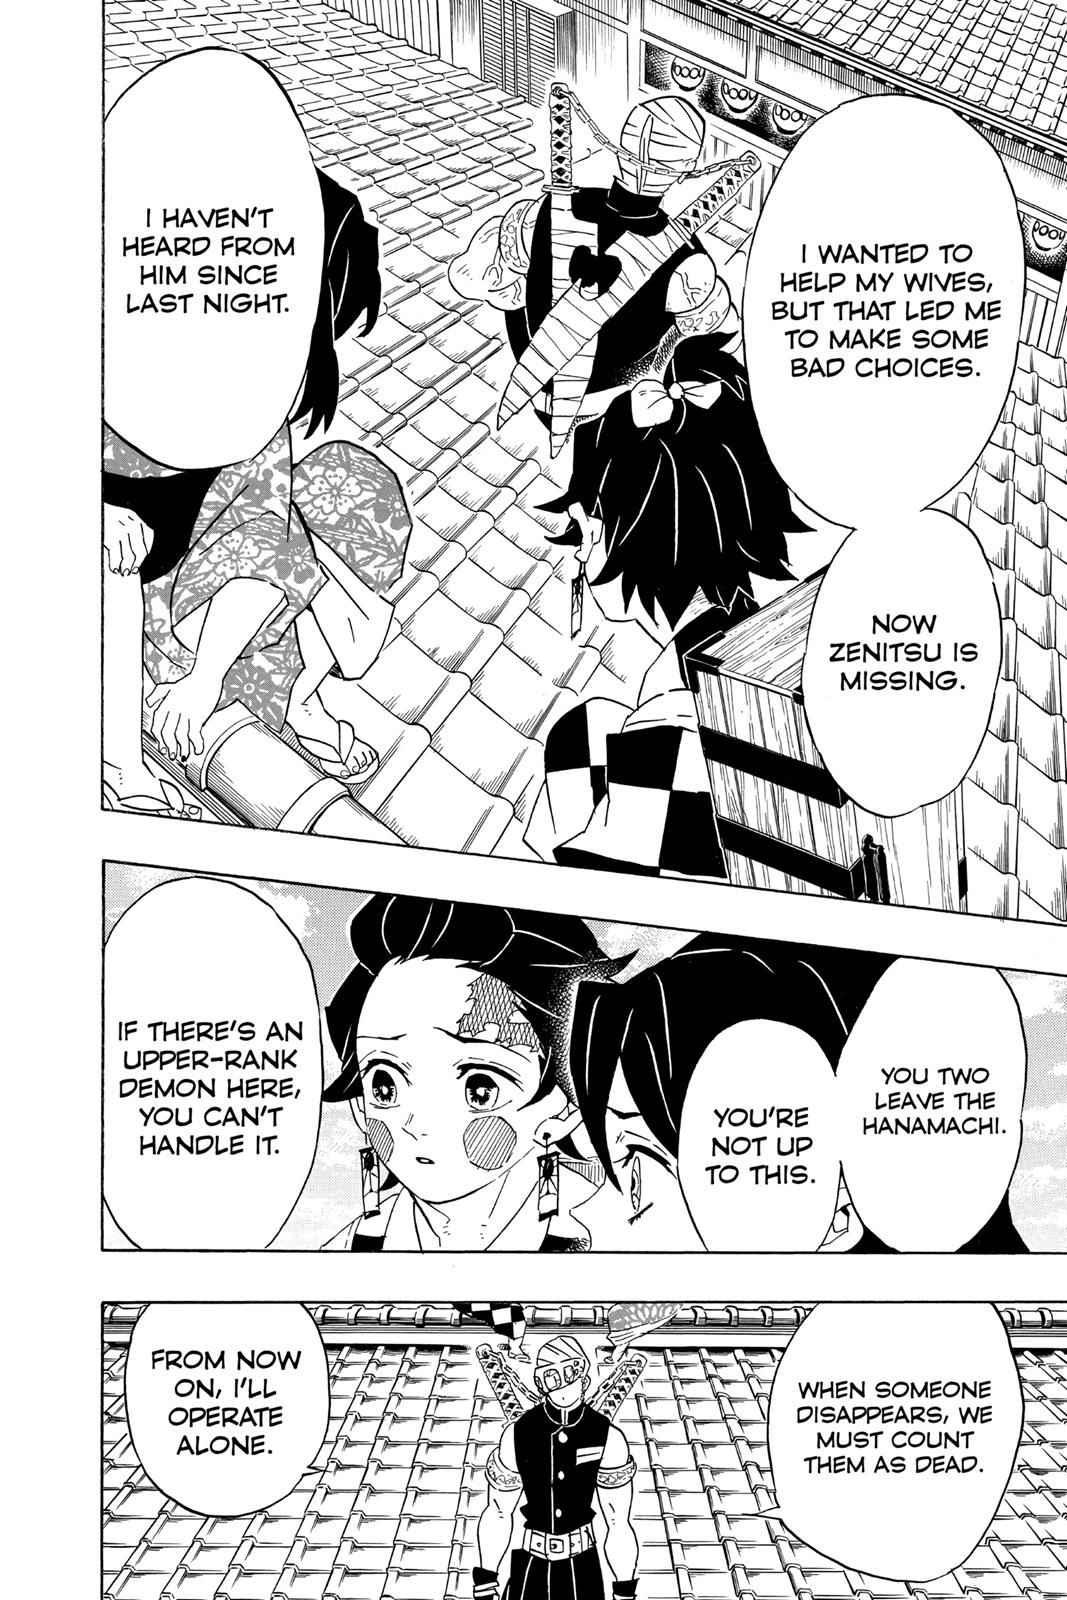 I WANTED TO
HELP MY WIVES,
BUT THAT LED ME
TO MAKE SOME
BAD CHOICES.
NOW
ZENITSU IS
MISSING.
I HAVEN'T
HEARD FROM
HIM SINCE
LAST NIGHT.
YOU TWO
LEAVE THE
HANAMACHI.
YOU'RE
NOT UP
TO THIS.
IF THERE'S AN
UPPER-RANK
DEMON HERE,
YOU CAN'T
HANDLE IT.
WHEN SOMEONE
DISAPPEARS, WE
MUST COUNT
THEM AS DEAD.
FROM NOW
ON, I'LL
OPERATE
ALONE.